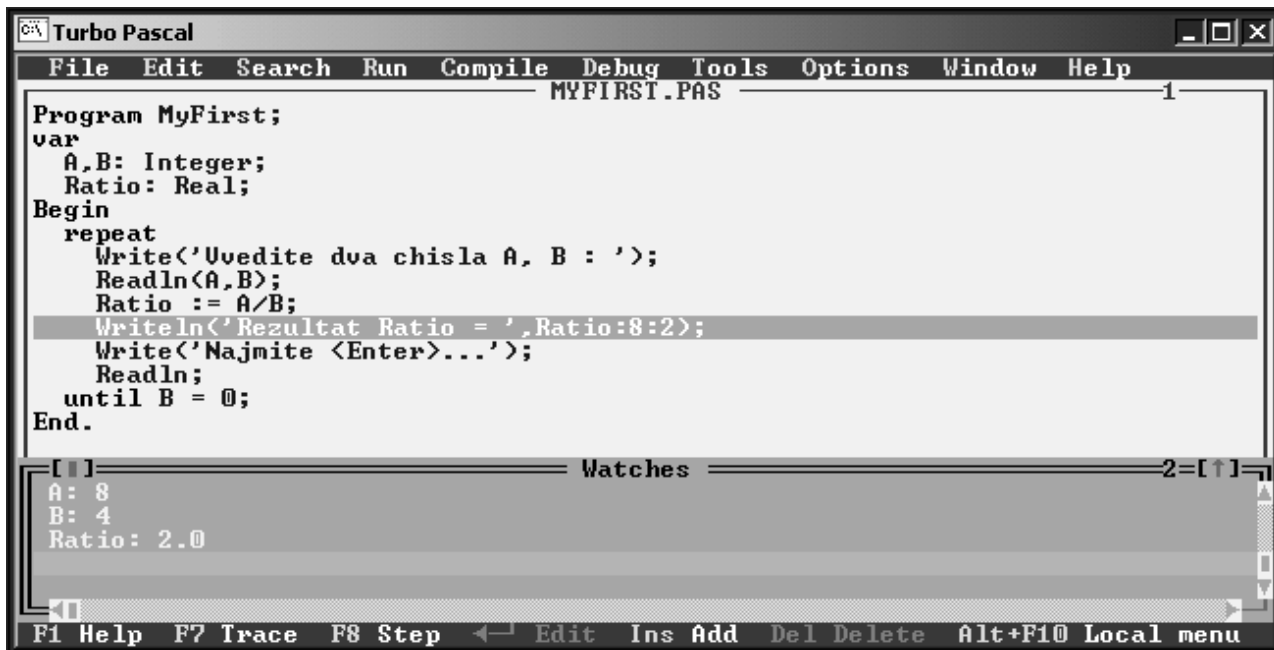 Turbo Pascal
File Edit Search Run Compile Debug Tools Options Window Help
MYFIRST.PAS 1
Program MyFirst;
var
A,B: Integer;
Ratio: Real;
Begin
repeat
Write('Vvedite dva chisla A, B : ');
Readln(A,B);
Ratio := A/B;
Writeln('Rezultat Ratio = ',Ratio:8:2);
Write('Najmite <Enter>...');
Readln;
until B = 0;
End.
Watches 2=[↑]
A: 8
B: 4
Ratio: 2.0
F1 Help F7 Trace F8 Step ◄─┘ Edit Ins Add Del Delete Alt+F10 Local menu